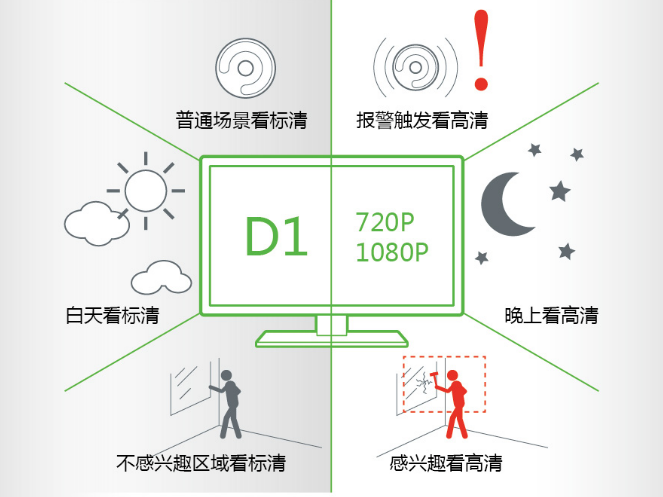 普通场景看标清
报警触发看高清
D1
720P
1080P
白天看标清
晚上看高清
不感兴趣区域看标清
感兴趣看高清